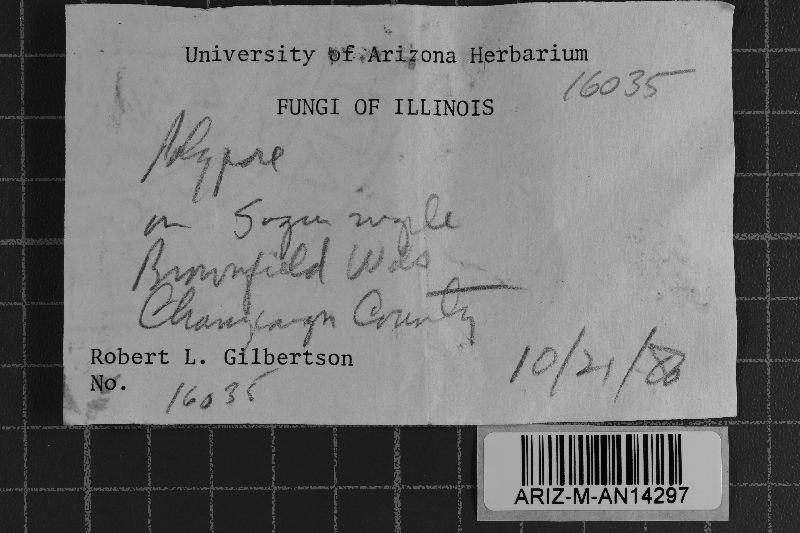 University of Arizona Herbarium
16035
FUNGI OF ILLINOIS
Polypore
on Sugar maple
Brownfield Wds
Champaign County
Robert L. Gilbertson
10/21/86
No. 16035
ARIZ-M-AN14297